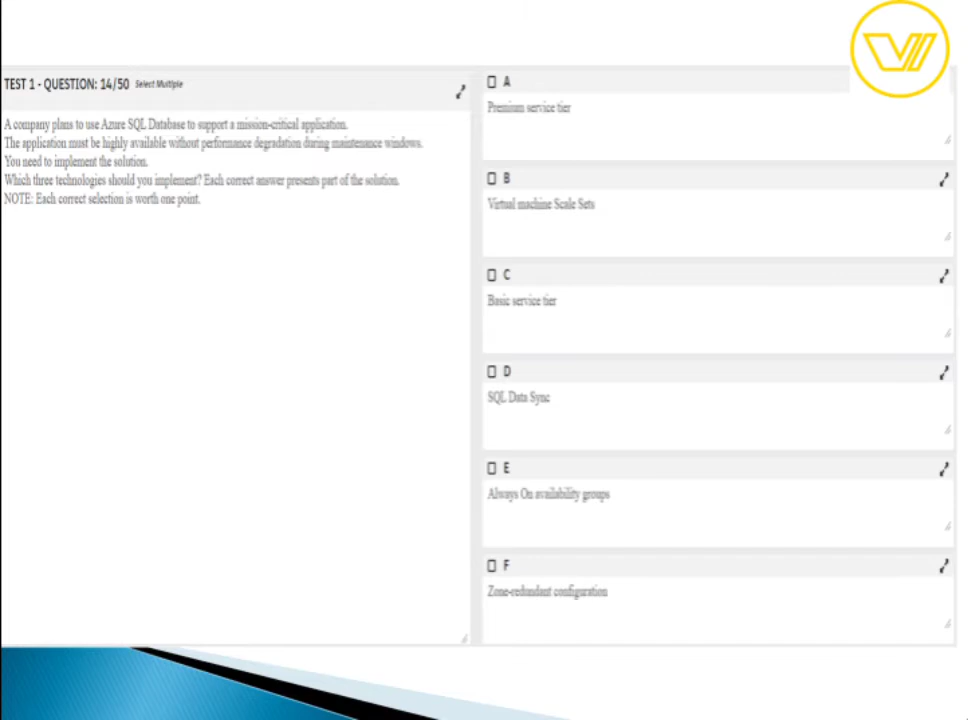 TEST 1 - QUESTION: 14/50 Select Multiple
A company plans to use Azure SQL Database to support a mission-critical application.
The application must be highly available without performance degradation during maintenance windows.
You need to implement the solution.
Which three technologies should you implement? Each correct answer presents part of the solution.
NOTE: Each correct selection is worth one point.
A
Premium service tier
B
Virtual machine Scale Sets
C
Basic service tier
D
SQL Data Sync
E
Always On availability groups
F
Zone-redundant configuration